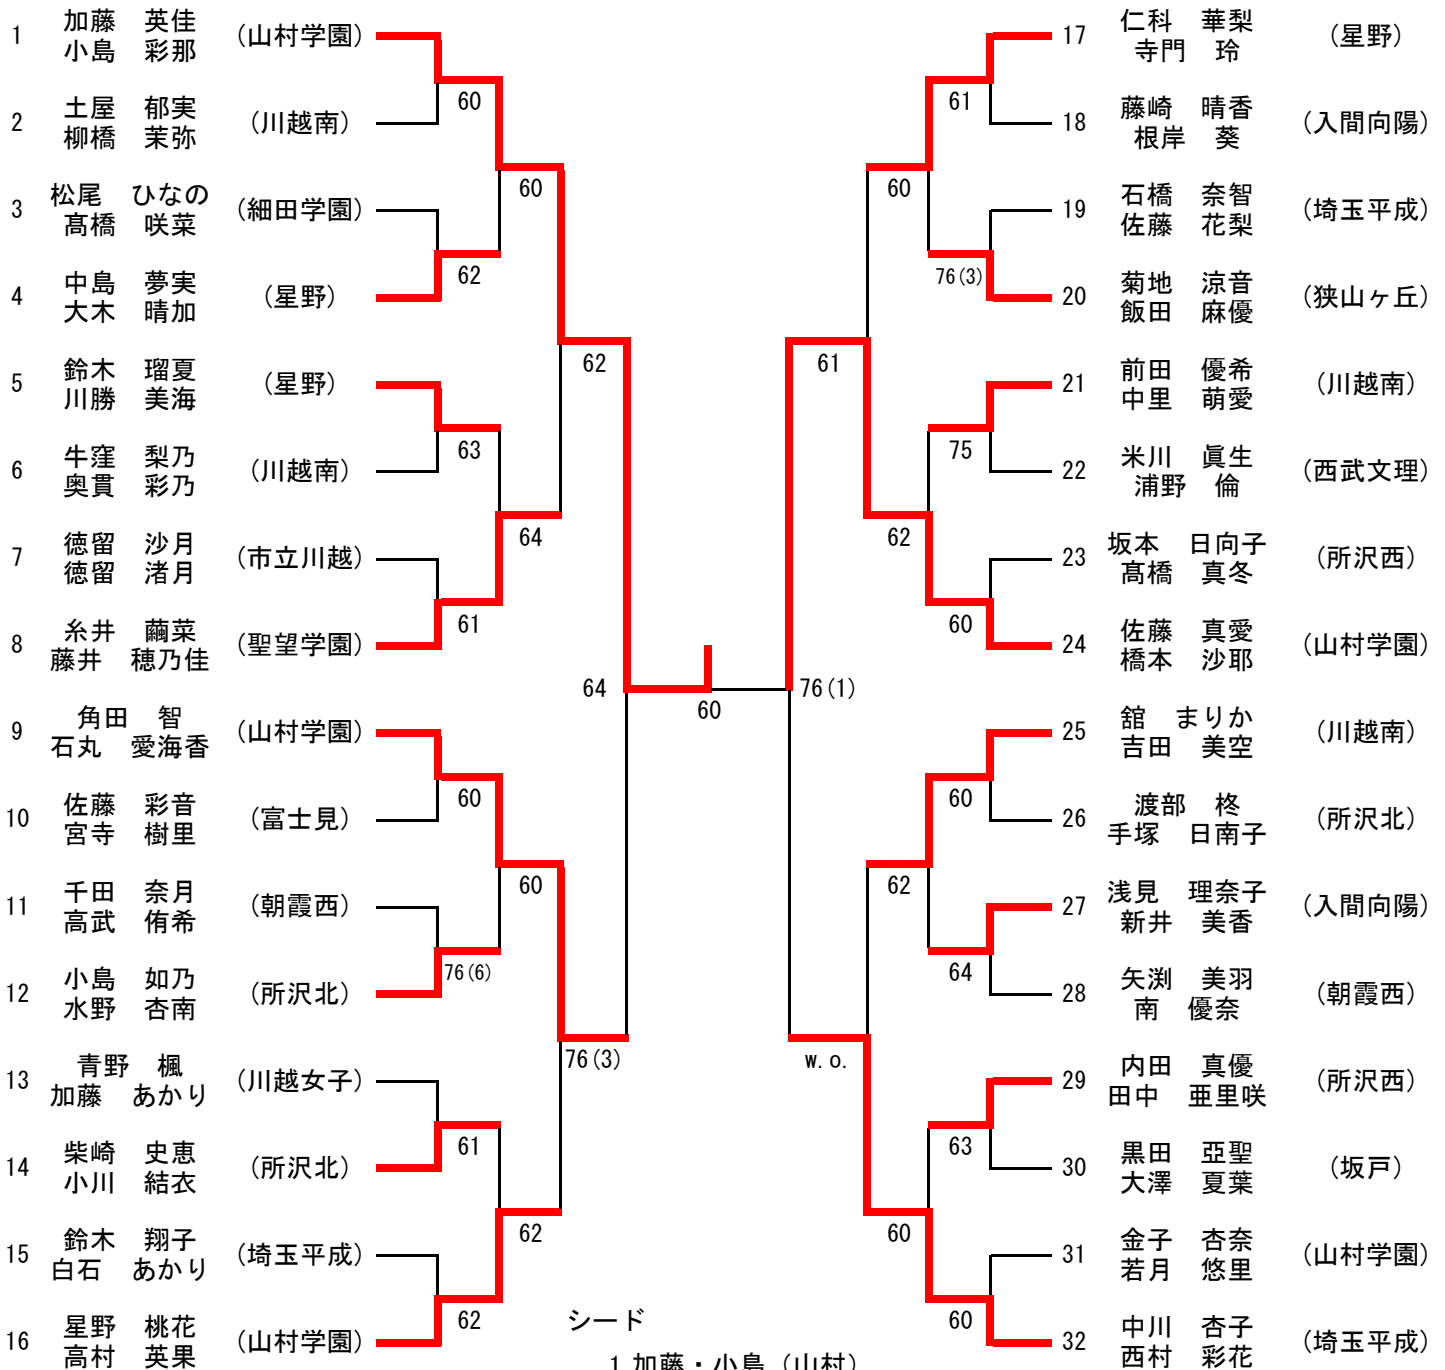 1 加藤　英佳 (山村学園)
小島　彩那
2 土屋　郁実 (川越南)
柳橋　茉弥
3 松尾　ひなの (細田学園)
髙橋　咲菜
4 中島　夢実 (星野)
大木　晴加
5 鈴木　瑠夏 (星野)
川勝　美海
6 牛窪　梨乃 (川越南)
奥貫　彩乃
7 徳留　沙月 (市立川越)
徳留　渚月
8 糸井　繭菜 (聖望学園)
藤井　穂乃佳
9 角田　智 (山村学園)
石丸　愛海香
10 佐藤　彩音 (富士見)
宮寺　樹里
11 千田　奈月 (朝霞西)
高武　侑希
12 小島　如乃 (所沢北)
水野　杏南
13 青野　楓 (川越女子)
加藤　あかり
14 柴崎　史恵 (所沢北)
小川　結衣
15 鈴木　翔子 (埼玉平成)
白石　あかり
16 星野　桃花 (山村学園)
高村　英果
60
62
63
61
60
76(6)
61
62
60
64
60
62
62
76(3)
64
60
76(1)
61
w.o.
60
62
62
60
61
76(3)
75
60
60
64
63
60
17 仁科　華梨 (星野)
寺門　玲
18 藤崎　晴香 (入間向陽)
根岸　葵
19 石橋　奈智 (埼玉平成)
佐藤　花梨
20 菊地　涼音 (狭山ヶ丘)
飯田　麻優
21 前田　優希 (川越南)
中里　萌愛
22 米川　眞生 (西武文理)
浦野　倫
23 坂本　日向子 (所沢西)
髙橋　真冬
24 佐藤　真愛 (山村学園)
橋本　沙耶
25 舘　まりか (川越南)
吉田　美空
26 渡部　柊 (所沢北)
手塚　日南子
27 浅見　理奈子 (入間向陽)
新井　美香
28 矢渕　美羽 (朝霞西)
南　優奈
29 内田　真優 (所沢西)
田中　亜里咲
30 黒田　亞聖 (坂戸)
大澤　夏葉
31 金子　杏奈 (山村学園)
若月　悠里
32 中川　杏子 (埼玉平成)
西村　彩花
シード
1 加藤・小島（山村）